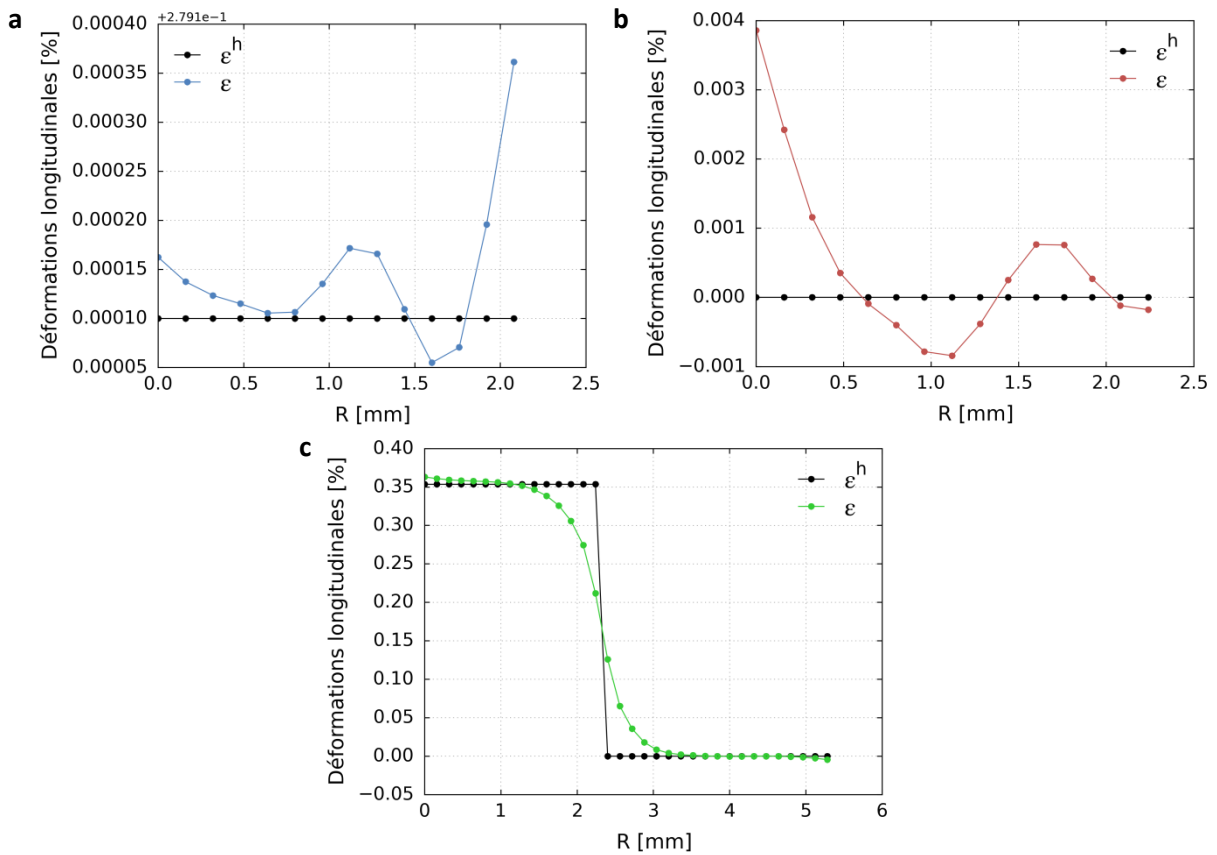 a
+2.791e−1
0.00040
0.00035
0.00030
0.00025
0.00020
0.00015
0.00010
0.00005
0.0
0.5
1.0
1.5
2.0
2.5
Déformations longitudinales [%]
R [mm]
εʰ
ε
b
0.004
0.003
0.002
0.001
0.000
−0.001
0.0
0.5
1.0
1.5
2.0
2.5
Déformations longitudinales [%]
R [mm]
εʰ
ε
c
0.40
0.35
0.30
0.25
0.20
0.15
0.10
0.05
0.00
−0.05
0
1
2
3
4
5
6
Déformations longitudinales [%]
R [mm]
εʰ
ε